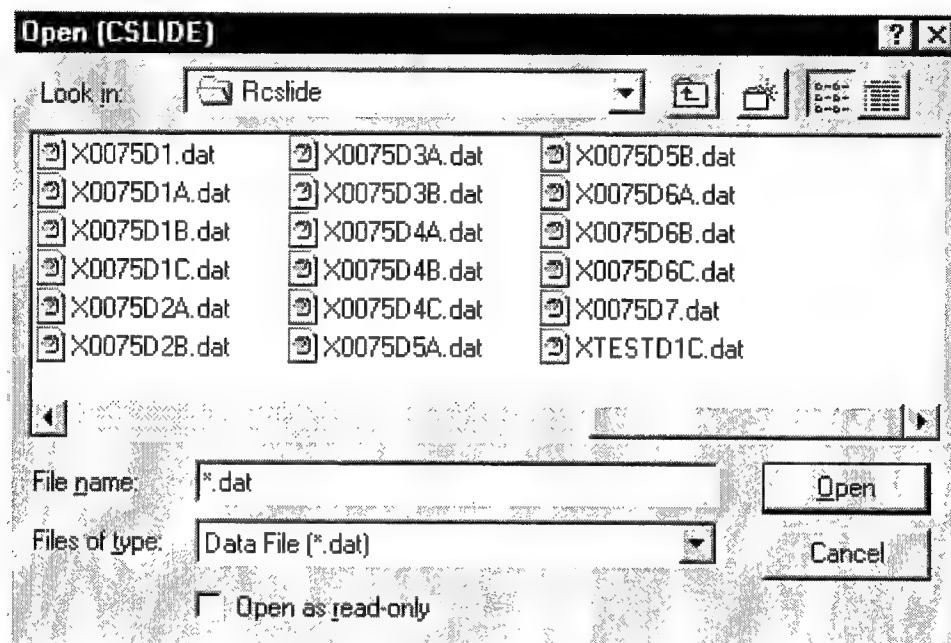 Open (CSLIDE)
Look in: Rcslide
X0075D1.dat X0075D3A.dat X0075D5B.dat
X0075D1A.dat X0075D3B.dat X0075D6A.dat
X0075D1B.dat X0075D4A.dat X0075D6B.dat
X0075D1C.dat X0075D4B.dat X0075D6C.dat
X0075D2A.dat X0075D4C.dat X0075D7.dat
X0075D2B.dat X0075D5A.dat XTESTD1C.dat
File name: *.dat Open
Files of type: Data File (*.dat) Cancel
Open as read-only